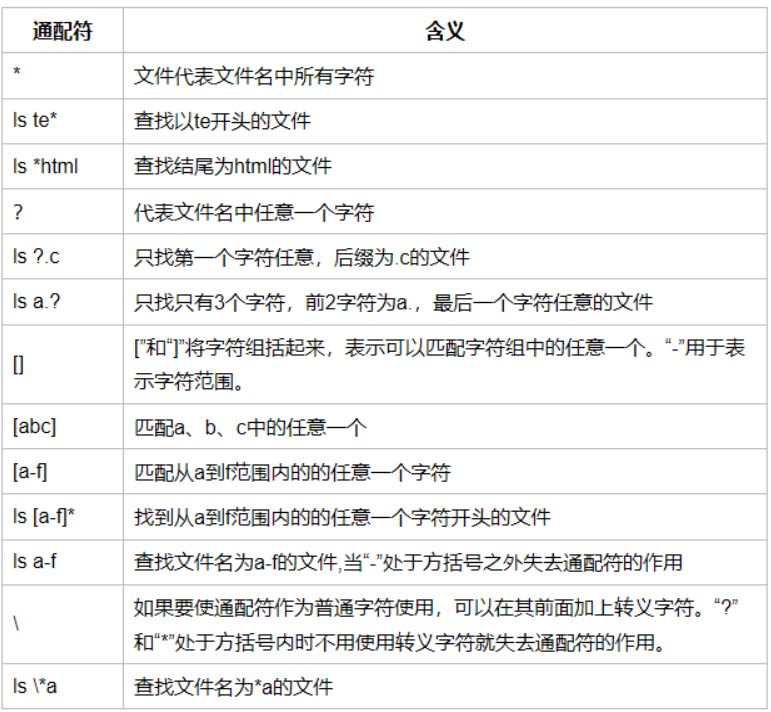 通配符 含义
* 文件代表文件名中所有字符
ls te* 查找以te开头的文件
ls *html 查找结尾为html的文件
? 代表文件名中任意一个字符
ls ?.c 只找第一个字符任意，后缀为.c的文件
ls a.? 只找只有3个字符，前2字符为a.，最后一个字符任意的文件
[] [”和“]”将字符组括起来，表示可以匹配字符组中的任意一个。“-”用于表
示字符范围。
[abc] 匹配a、b、c中的任意一个
[a-f] 匹配从a到f范围内的的任意一个字符
ls [a-f]* 找到从a到f范围内的的任意一个字符开头的文件
ls a-f 查找文件名为a-f的文件,当“-”处于方括号之外失去通配符的作用
\ 如果要使通配符作为普通字符使用，可以在其前面加上转义字符。“?”
和“*”处于方括号内时不用使用转义字符就失去通配符的作用。
ls \*a 查找文件名为*a的文件